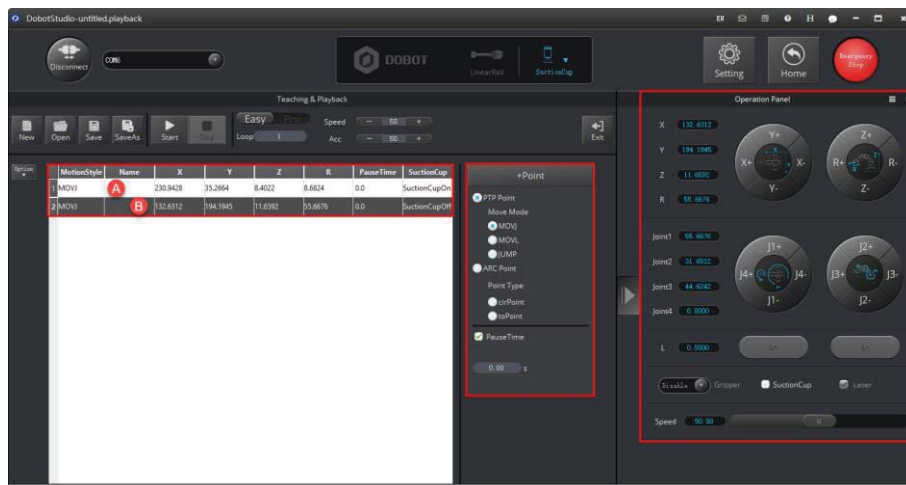 DobotStudio-untitled.playback
EN
H
Disconnect
COM6
DOBOT
LinearRail
SuctionCup
Setting
Home
Emergency
Stop
Teaching & Playback
Operation Panel
New
Open
Save
SaveAs
Start
Stop
Easy
Pro
Loop
1
Speed
- 50 +
Acc
- 50 +
Exit
Option
MotionStyle Name X Y Z R PauseTime SuctionCup
1 MOVJ A 230.9428 35.2664 8.4022 8.6824 0.0 SuctionCupOn
2 MOVJ B 132.6312 194.1945 11.6592 55.6676 0.0 SuctionCupOff
+Point
PTP Point
Move Mode
MOVJ
MOVL
JUMP
ARC Point
Point Type
cirPoint
toPoint
PauseTime
0.00 s
X 132.6312
Y 194.1945
Z 11.6592
R 55.6676
Y+
X+
X-
Y-
Z+
R+
R-
Z-
Joint1 55.6676
Joint2 31.6512
Joint3 44.6242
Joint4 0.0000
J1+
J4+
J4-
J1-
J2+
J3+
J3-
J2-
L 0.0000
L+
L-
Disable
Gripper
SuctionCup
Laser
Speed 50.00